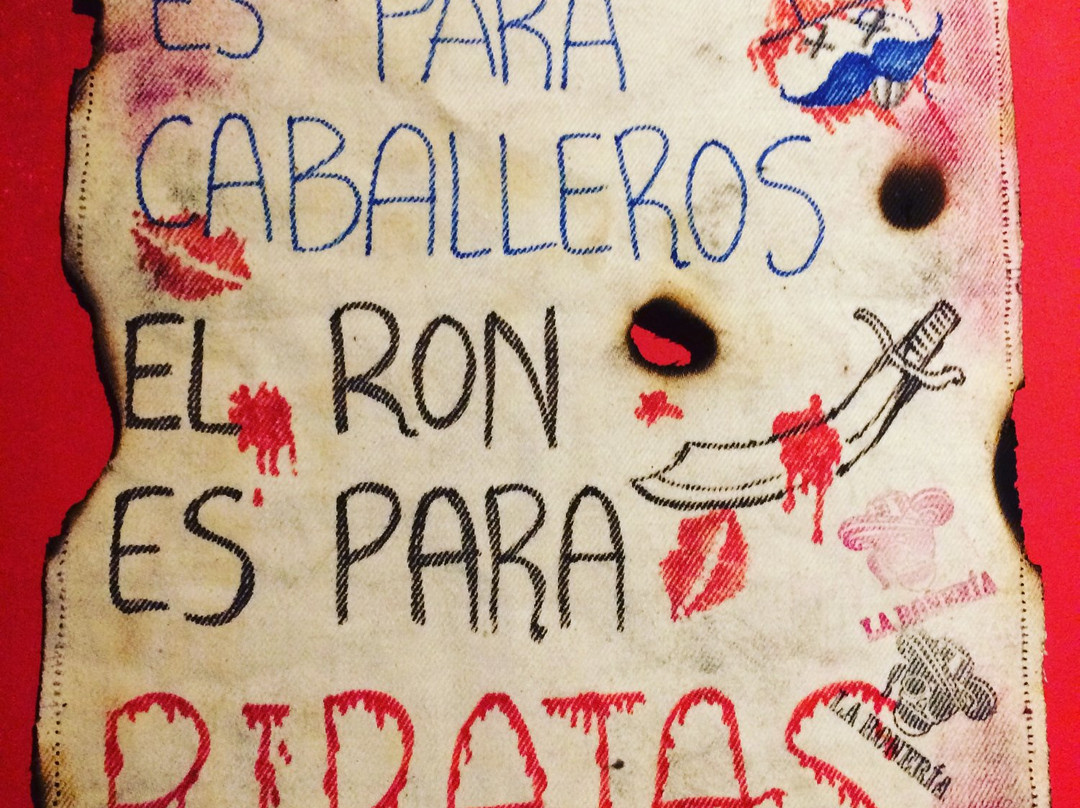 ES PARA
CABALLEROS
EL RON
ES PARA
LA RONERÍA
LA RONERÍA
PIRATAS